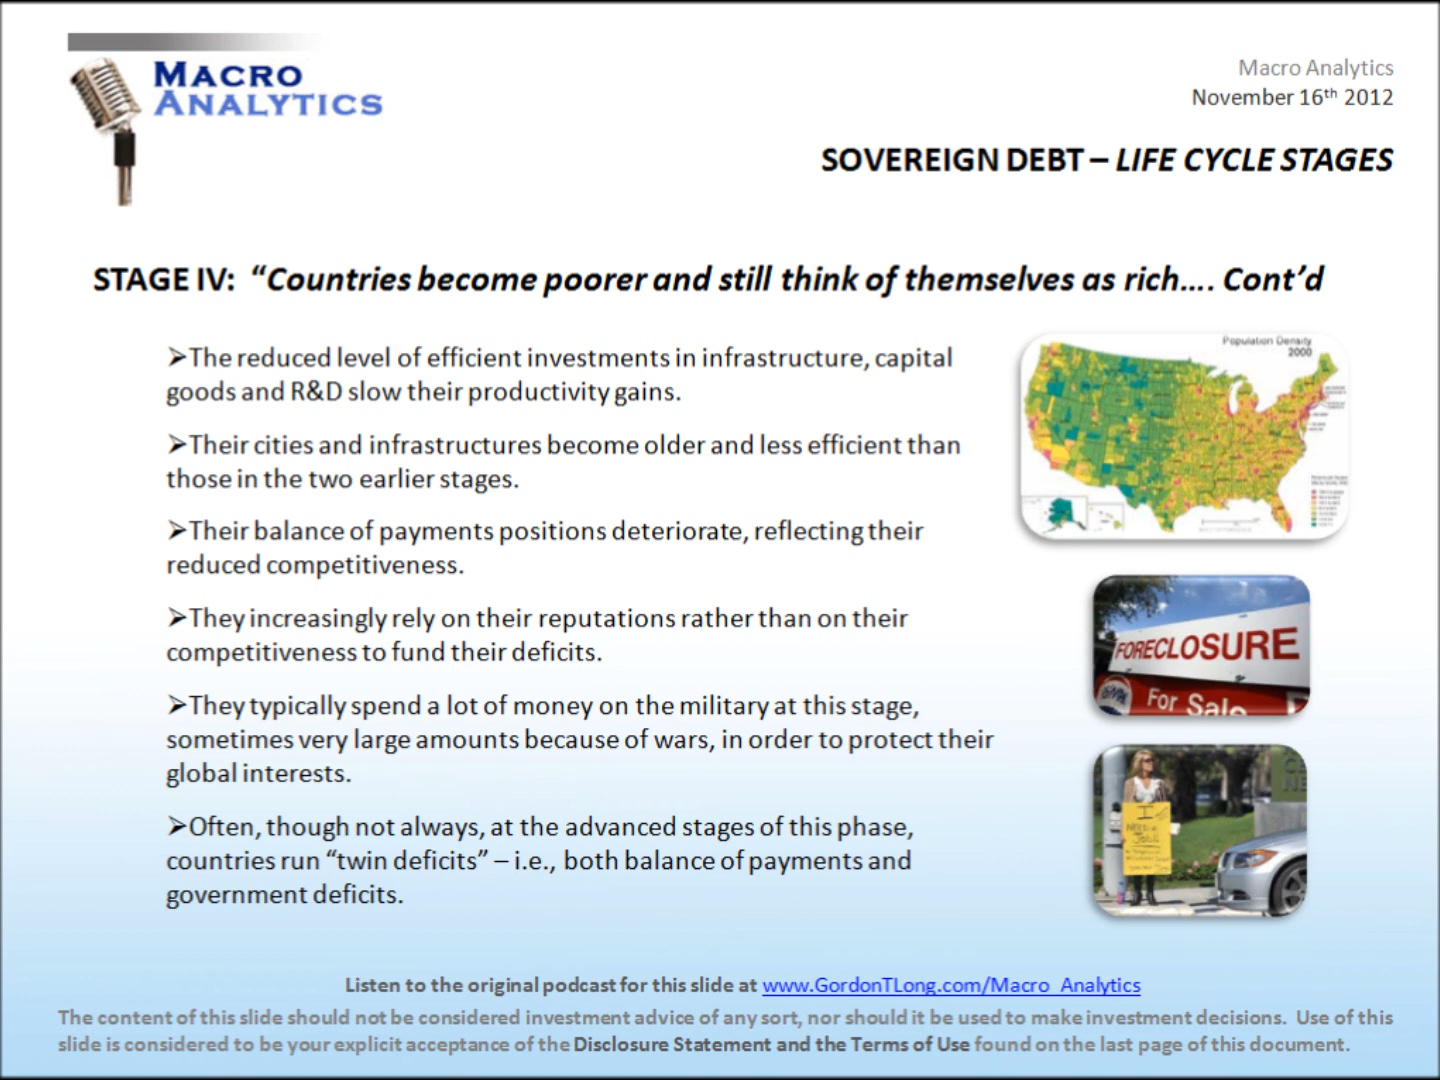 MACRO
ANALYTICS
Macro Analytics
November 16th 2012
SOVEREIGN DEBT – LIFE CYCLE STAGES
STAGE IV: “Countries become poorer and still think of themselves as rich…. Cont’d
➢The reduced level of efficient investments in infrastructure, capital
goods and R&D slow their productivity gains.
➢Their cities and infrastructures become older and less efficient than
those in the two earlier stages.
➢Their balance of payments positions deteriorate, reflecting their
reduced competitiveness.
➢They increasingly rely on their reputations rather than on their
competitiveness to fund their deficits.
➢They typically spend a lot of money on the military at this stage,
sometimes very large amounts because of wars, in order to protect their
global interests.
➢Often, though not always, at the advanced stages of this phase,
countries run “twin deficits” – i.e., both balance of payments and
government deficits.
Population Density
2000
FORECLOSURE
For Sale
I
NEED a
JOB
Listen to the original podcast for this slide at www.GordonTLong.com/Macro_Analytics
The content of this slide should not be considered investment advice of any sort, nor should it be used to make investment decisions. Use of this
slide is considered to be your explicit acceptance of the Disclosure Statement and the Terms of Use found on the last page of this document.